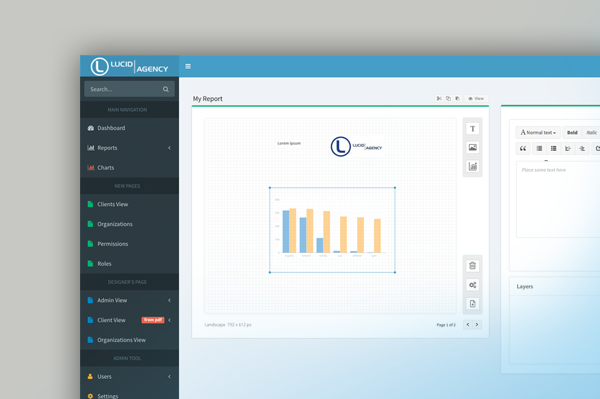 LUCID AGENCY
Search...
MAIN NAVIGATION
Dashboard
Reports
Charts
NEW PAGES
Clients View
Organizations
Permissions
Roles
DESIGNER'S PAGE
Admin View
Client View
from pdf
Organizations View
ADMIN TOOL
Users
Settings
My Report
View
Lorem Ipsum
LUCID AGENCY
T
Landscape 792 x 612 px
Page 2 of 2
A Normal text
Bold
Italic
Place some text here
Layers